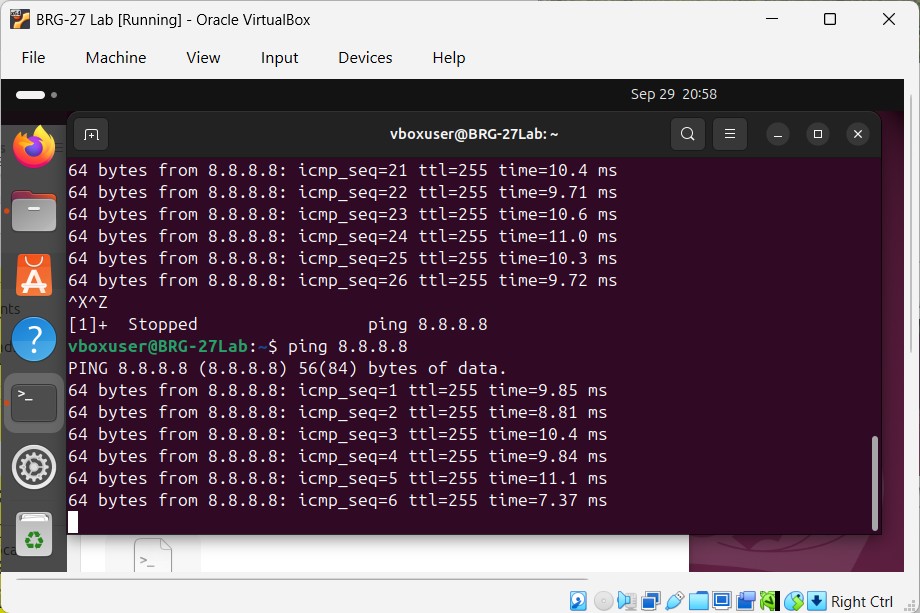 BRG-27 Lab [Running] - Oracle VirtualBox
File Machine View Input Devices Help
Sep 29 20:58
vboxuser@BRG-27Lab: ~
64 bytes from 8.8.8.8: icmp_seq=21 ttl=255 time=10.4 ms
64 bytes from 8.8.8.8: icmp_seq=22 ttl=255 time=9.71 ms
64 bytes from 8.8.8.8: icmp_seq=23 ttl=255 time=10.6 ms
64 bytes from 8.8.8.8: icmp_seq=24 ttl=255 time=11.0 ms
64 bytes from 8.8.8.8: icmp_seq=25 ttl=255 time=10.3 ms
64 bytes from 8.8.8.8: icmp_seq=26 ttl=255 time=9.72 ms
^X^Z
[1]+  Stopped                 ping 8.8.8.8
vboxuser@BRG-27Lab:~$ ping 8.8.8.8
PING 8.8.8.8 (8.8.8.8) 56(84) bytes of data.
64 bytes from 8.8.8.8: icmp_seq=1 ttl=255 time=9.85 ms
64 bytes from 8.8.8.8: icmp_seq=2 ttl=255 time=8.81 ms
64 bytes from 8.8.8.8: icmp_seq=3 ttl=255 time=10.4 ms
64 bytes from 8.8.8.8: icmp_seq=4 ttl=255 time=9.84 ms
64 bytes from 8.8.8.8: icmp_seq=5 ttl=255 time=11.1 ms
64 bytes from 8.8.8.8: icmp_seq=6 ttl=255 time=7.37 ms
Right Ctrl